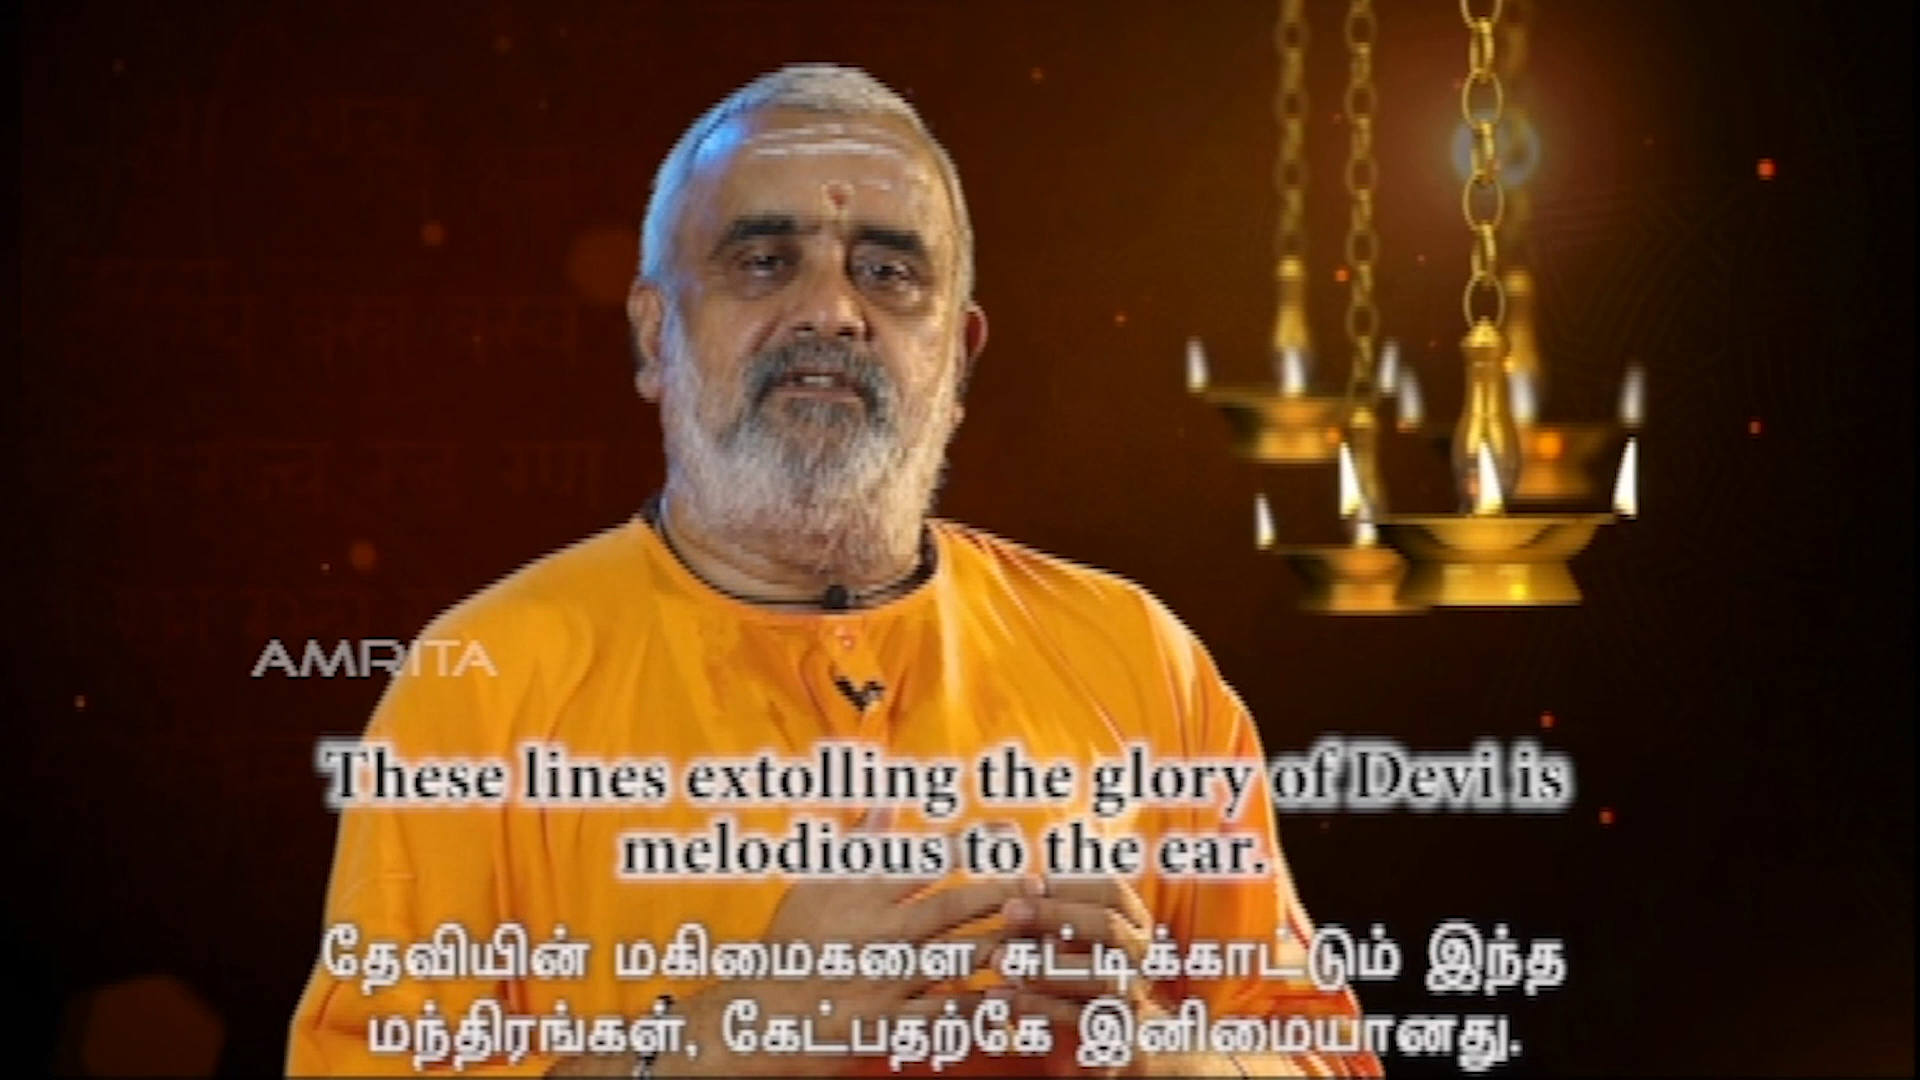 AMRITA
These lines extolling the glory of Devi is
melodious to the ear.
தேவியின் மகிமைகளை சுட்டிக்காட்டும் இந்த
மந்திரங்கள், கேட்பதற்கே இனிமையானது.